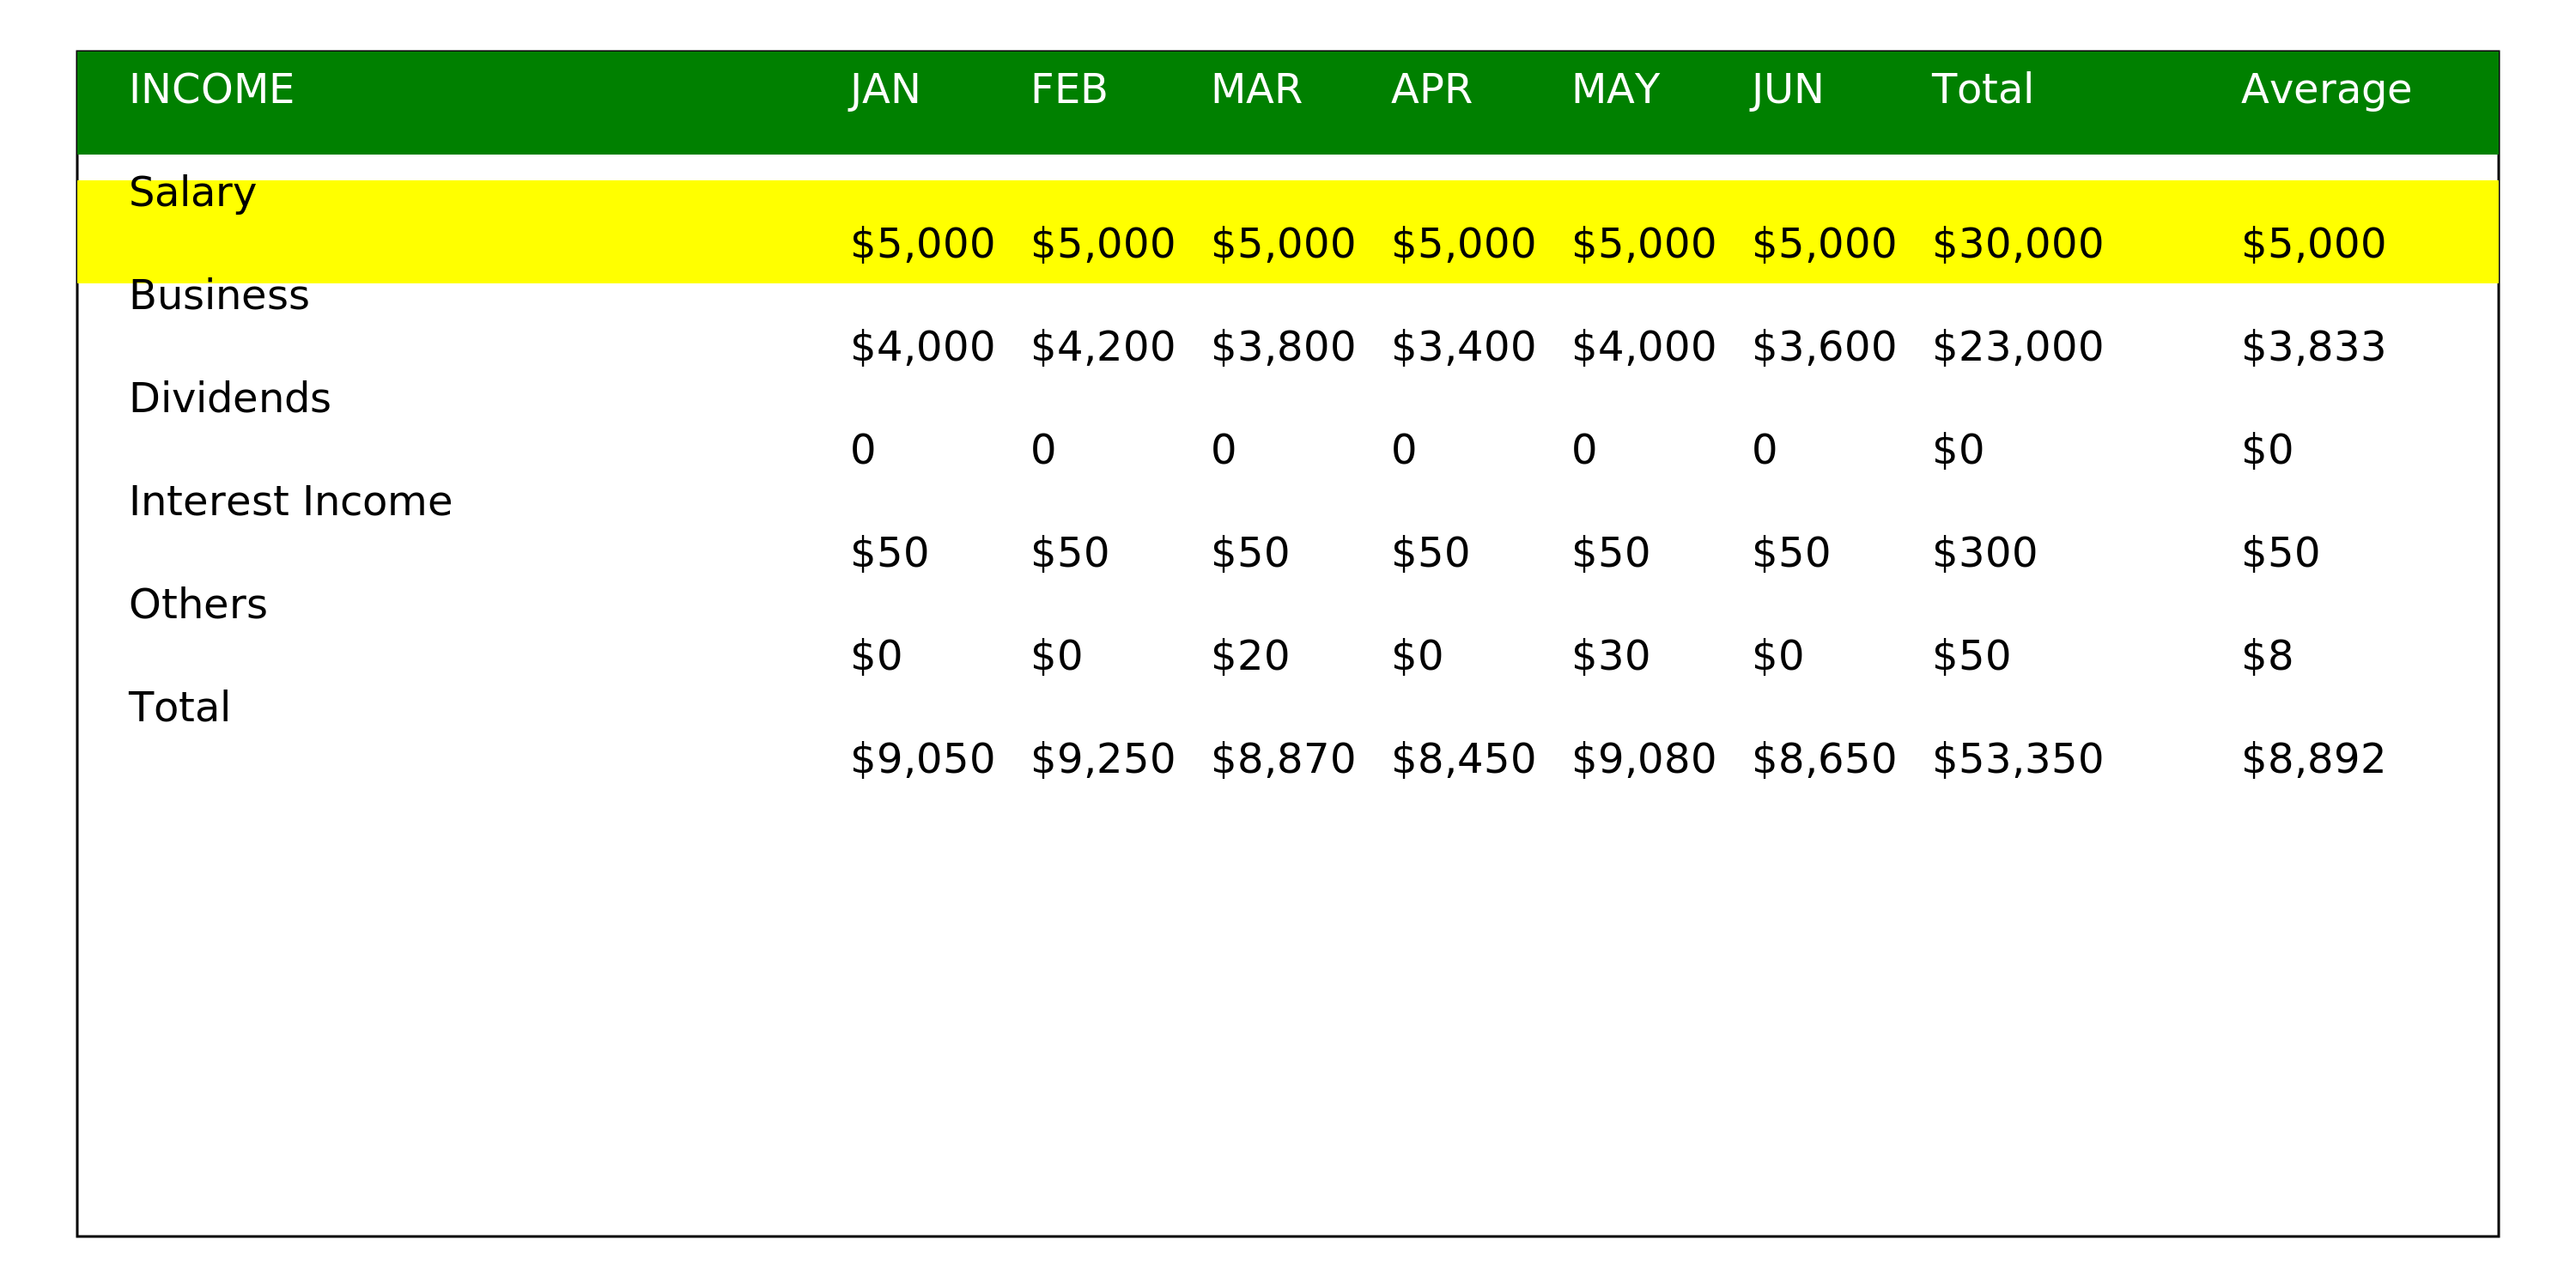 INCOME JAN FEB MAR APR MAY JUN Total Average
Salary
$5,000 $5,000 $5,000 $5,000 $5,000 $5,000 $30,000 $5,000
Business
$4,000 $4,200 $3,800 $3,400 $4,000 $3,600 $23,000 $3,833
Dividends
0 0 0 0 0 0 $0 $0
Interest Income
$50 $50 $50 $50 $50 $50 $300 $50
Others
$0 $0 $20 $0 $30 $0 $50 $8
Total
$9,050 $9,250 $8,870 $8,450 $9,080 $8,650 $53,350 $8,892